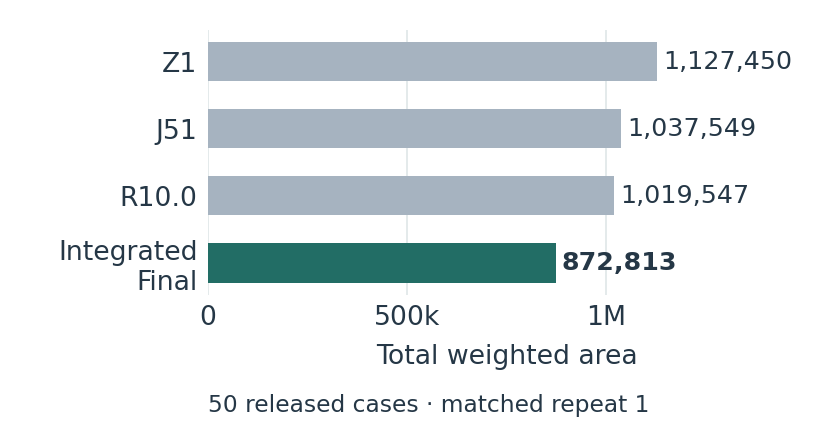 Z1
1,127,450
J51
1,037,549
R10.0
1,019,547
Integrated
Final
872,813
0
500k
1M
Total weighted area
50 released cases · matched repeat 1